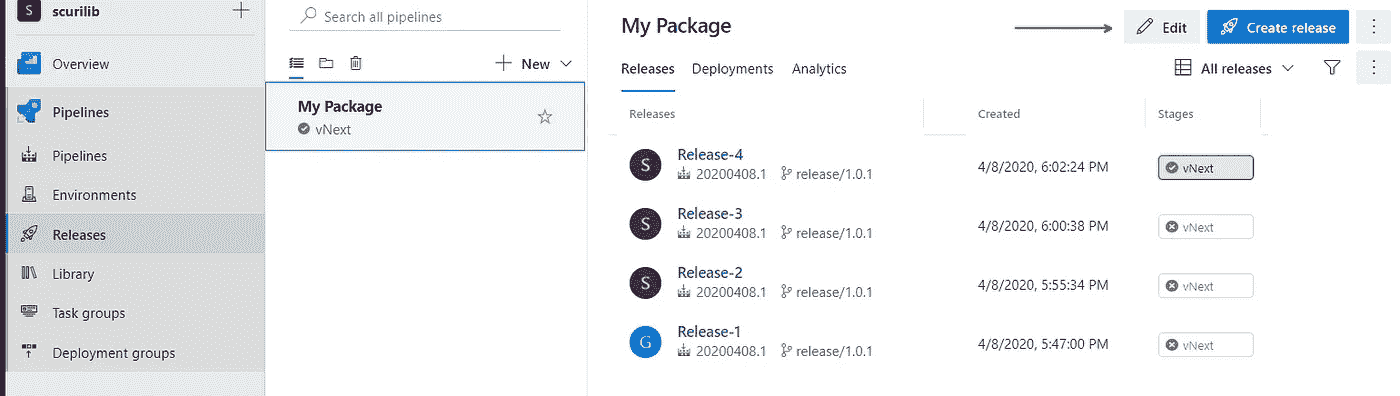 S scurilib
Overview
Pipelines
Pipelines
Environments
Releases
Library
Task groups
Deployment groups
Search all pipelines
New
My Package
vNext
My Package
Edit
Create release
Releases Deployments Analytics
All releases
Releases Created Stages
S Release-4
20200408.1 release/1.0.1 4/8/2020, 6:02:24 PM vNext
S Release-3
20200408.1 release/1.0.1 4/8/2020, 6:00:38 PM vNext
S Release-2
20200408.1 release/1.0.1 4/8/2020, 5:55:34 PM vNext
G Release-1
20200408.1 release/1.0.1 4/8/2020, 5:47:00 PM vNext